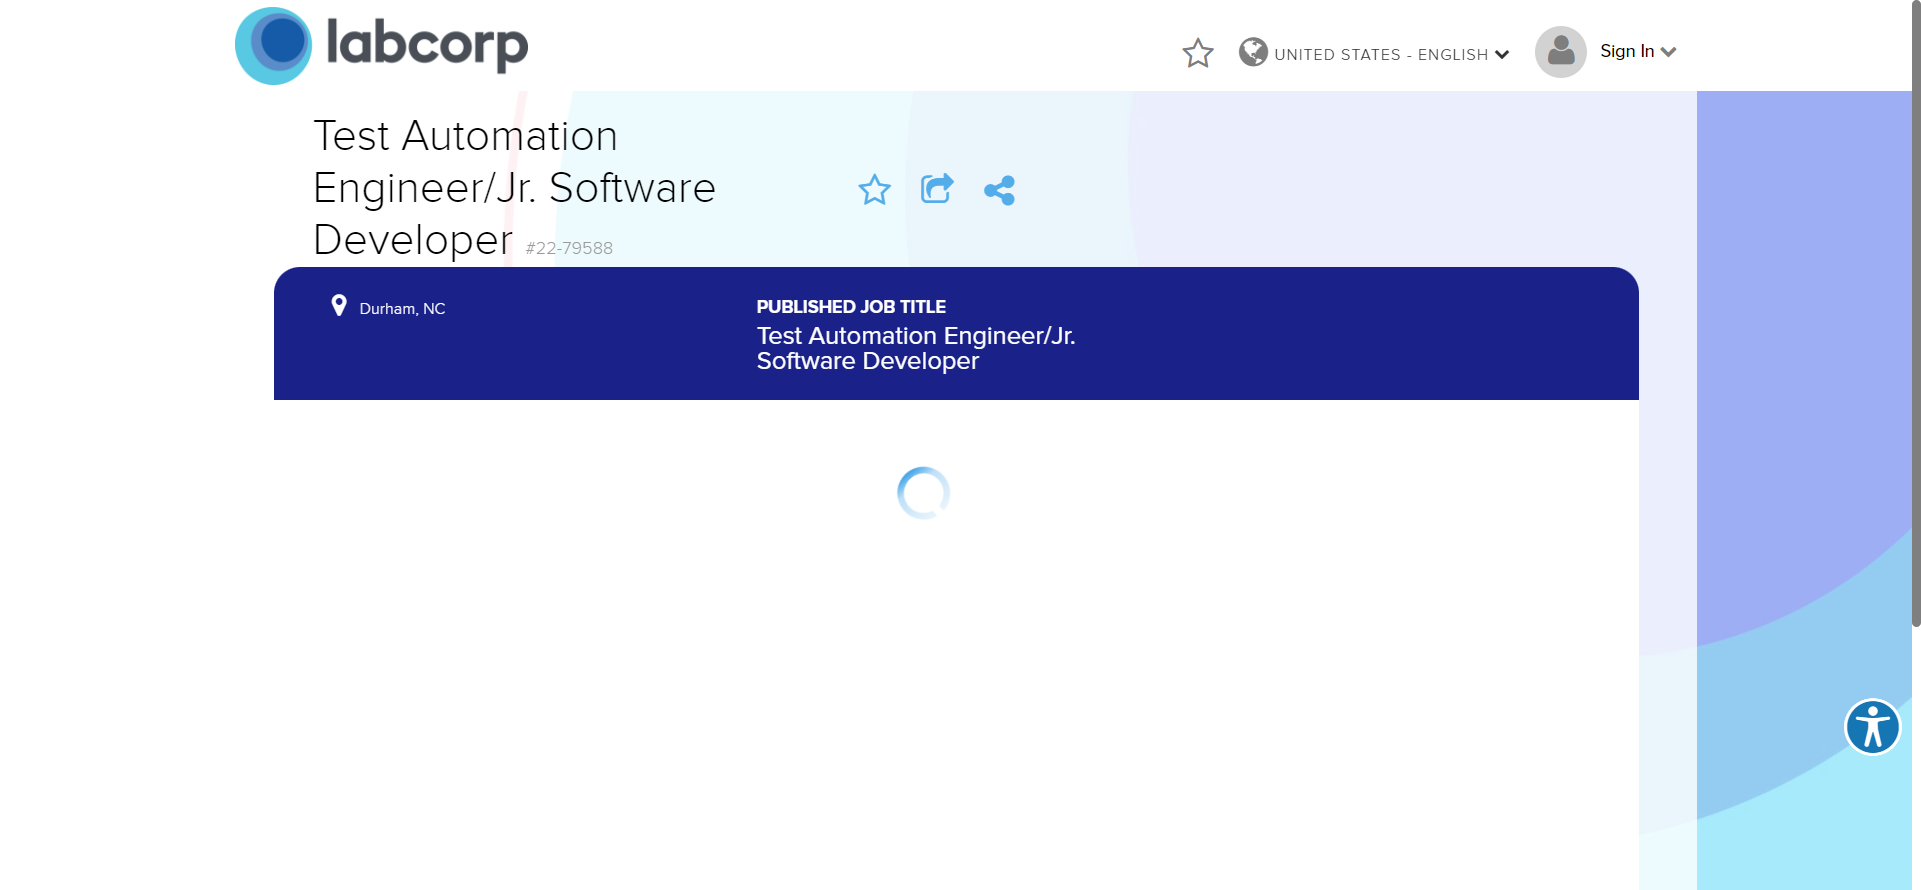 labcorp
UNITED STATES - ENGLISH
Sign In
Test Automation
Engineer/Jr. Software
Developer #22-79588
Durham, NC
PUBLISHED JOB TITLE
Test Automation Engineer/Jr.
Software Developer